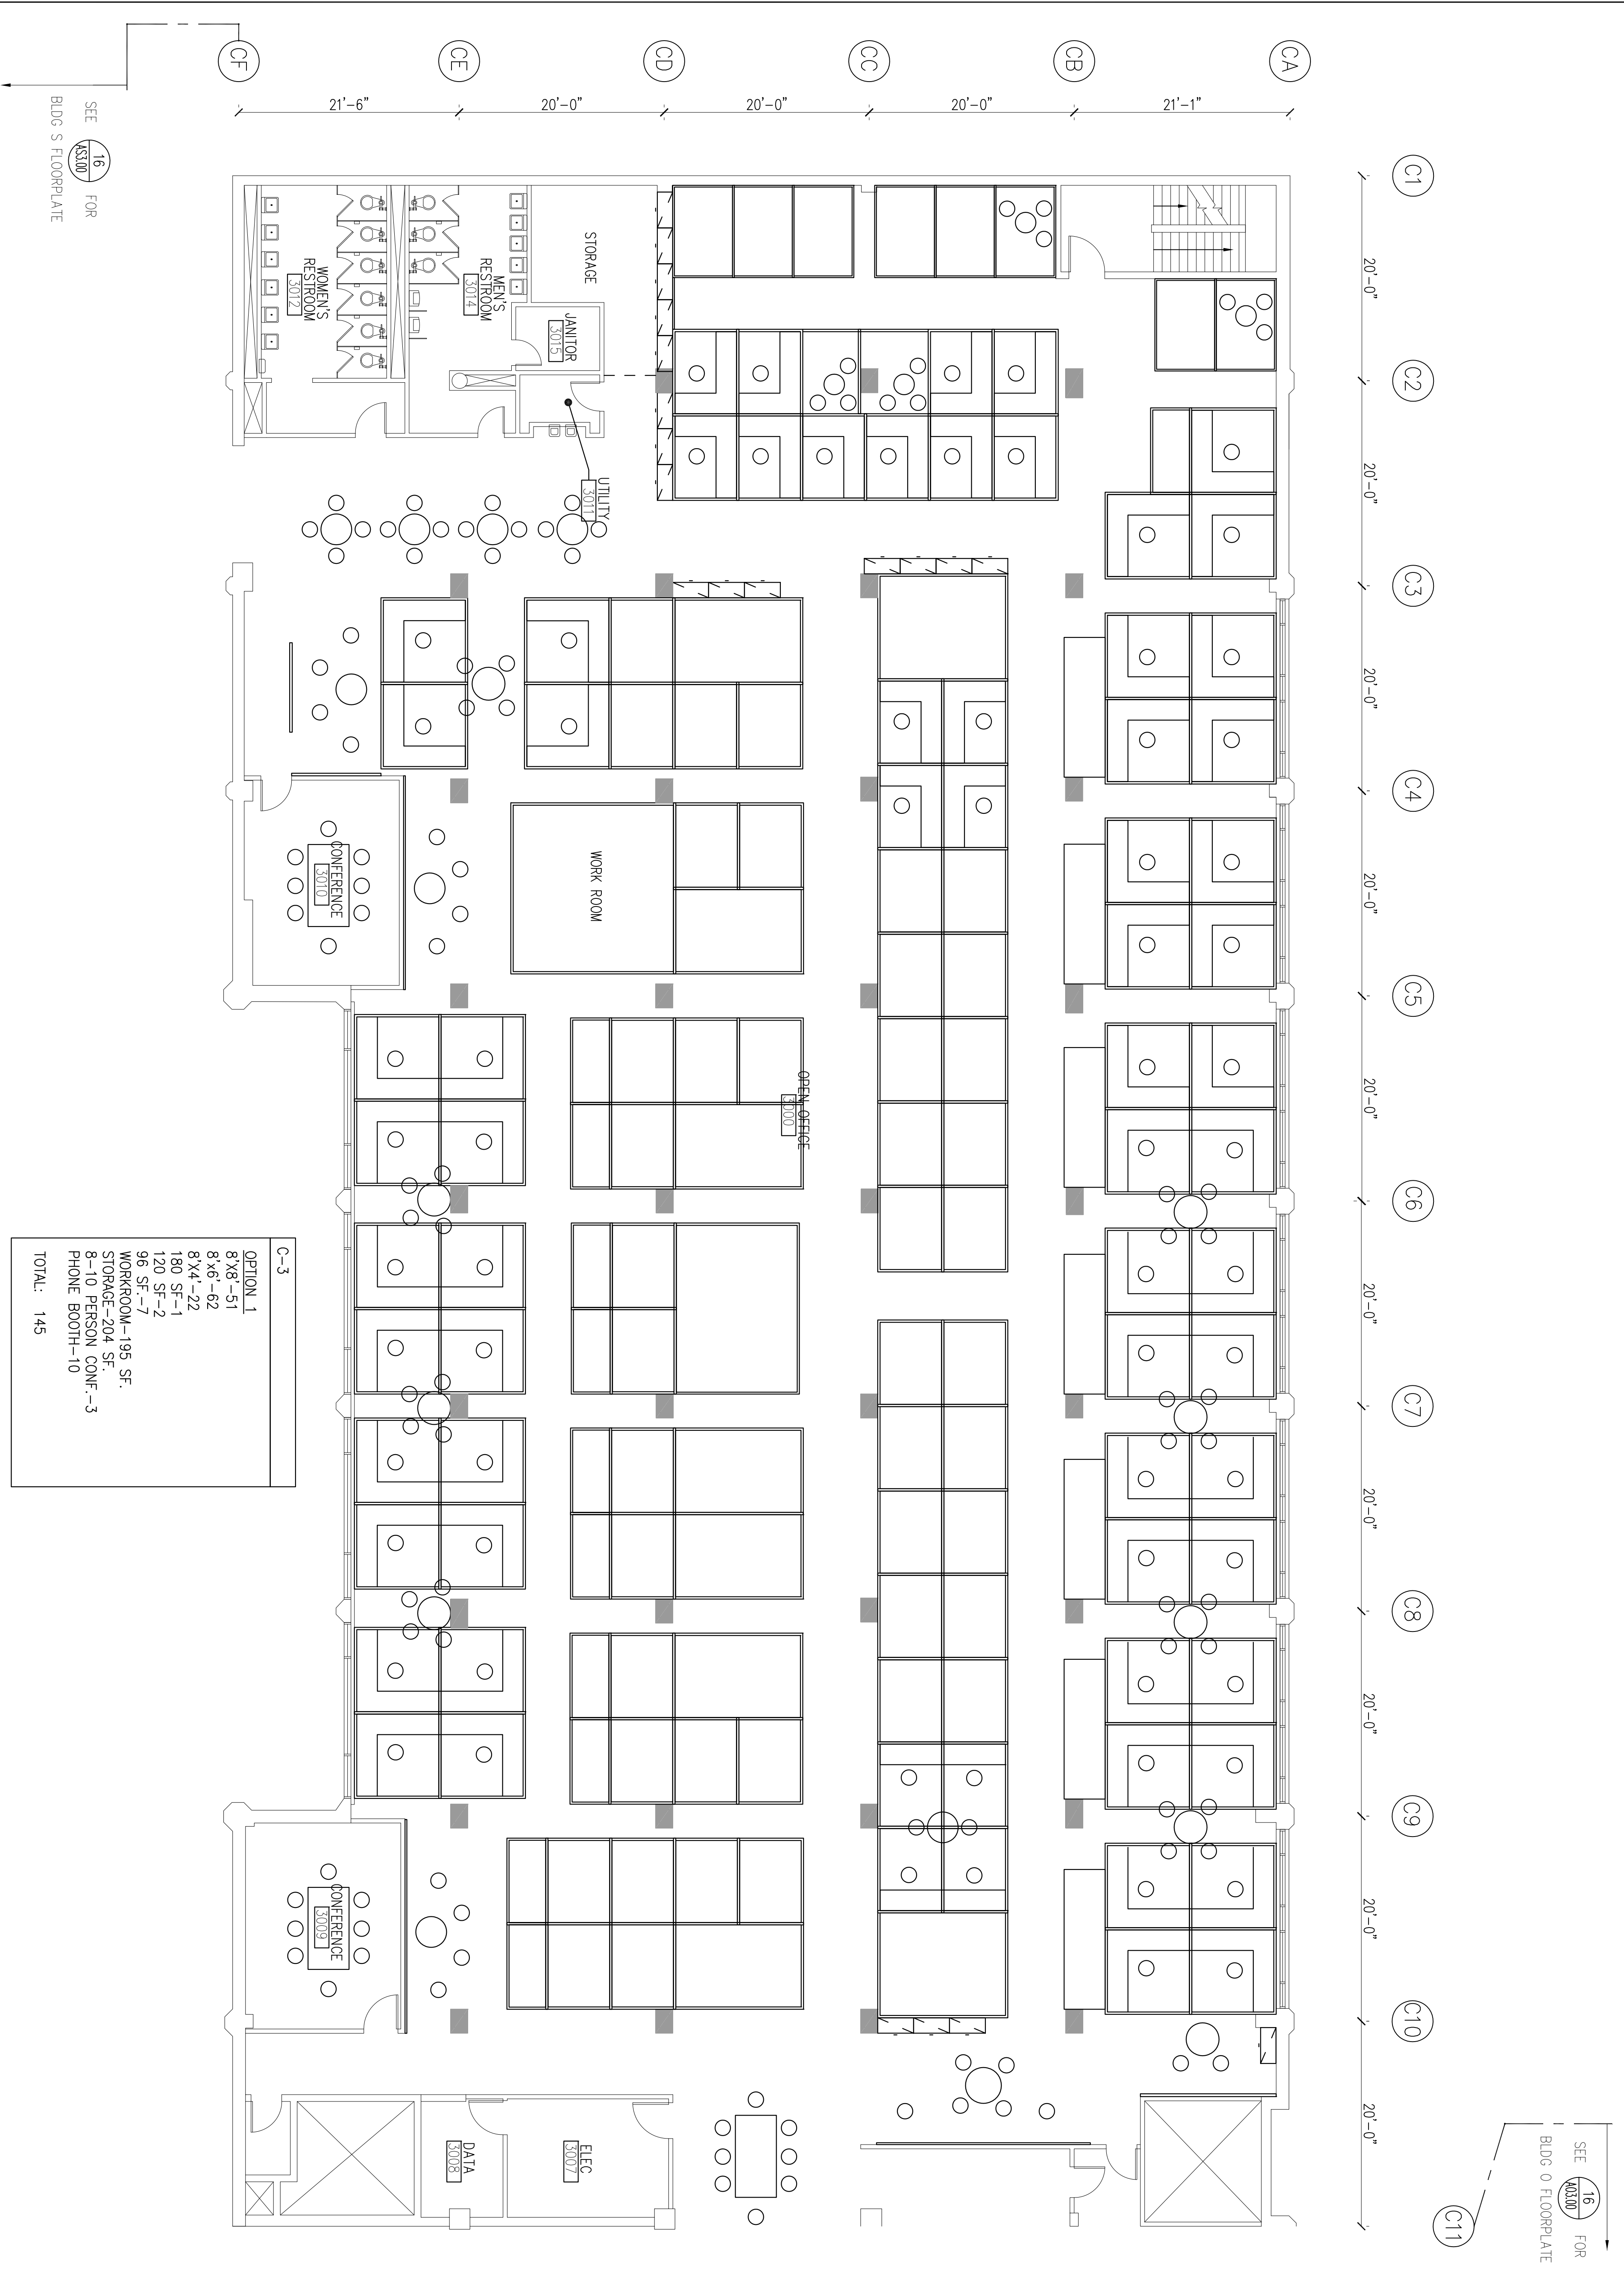 CF
CE
CD
CC
CB
CA
21'-6"
20'-0"
20'-0"
20'-0"
21'-1"
SEE 16 AS3.00 FOR
BLDG S FLOORPLATE
C1
C2
C3
C4
C5
C6
C7
C8
C9
C10
C11
20'-0"
20'-0"
20'-0"
20'-0"
20'-0"
20'-0"
20'-0"
20'-0"
20'-0"
20'-0"
WOMEN'S
RESTROOM
3012
MEN'S
RESTROOM
3014
STORAGE
JANITOR
3015
UTILITY
3011
CONFERENCE
3010
WORK ROOM
OPEN OFFICE
3000
CONFERENCE
3009
DATA
3008
ELEC
3007
SEE 16 AO3.00 FOR
BLDG O FLOORPLATE
C-3
OPTION 1
8'X8'-51
8'x6'-62
8'X4'-22
180 SF-1
120 SF-2
96 SF.-7
WORKROOM-195 SF.
STORAGE-204 SF.
8-10 PERSON CONF.-3
PHONE BOOTH-10
TOTAL: 145